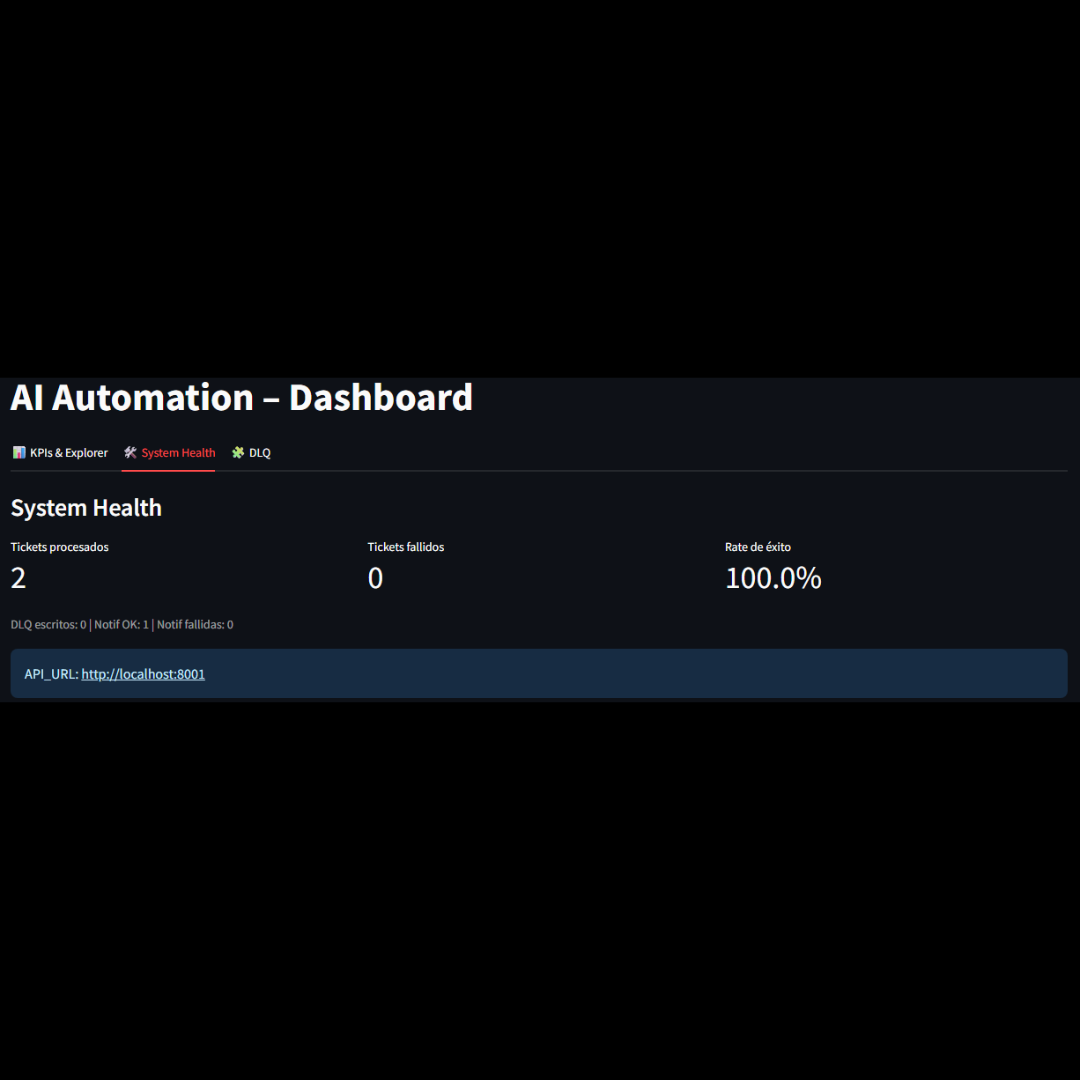 AI Automation – Dashboard
📊 KPIs & Explorer 🛠️ System Health 🧩 DLQ
System Health
Tickets procesados Tickets fallidos Rate de éxito
2 0 100.0%
DLQ escritos: 0 | Notif OK: 1 | Notif fallidas: 0
API_URL: http://localhost:8001